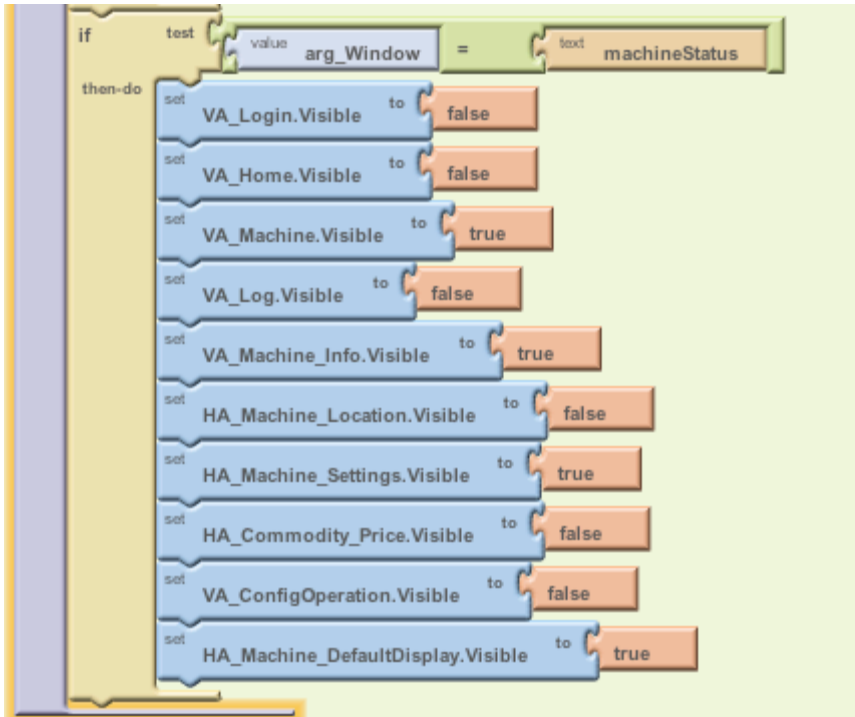 if test value arg_Window = text machineStatus
then-do set VA_Login.Visible to false
set VA_Home.Visible to false
set VA_Machine.Visible to true
set VA_Log.Visible to false
set VA_Machine_Info.Visible to true
set HA_Machine_Location.Visible to false
set HA_Machine_Settings.Visible to true
set HA_Commodity_Price.Visible to false
set VA_ConfigOperation.Visible to false
set HA_Machine_DefaultDisplay.Visible to true